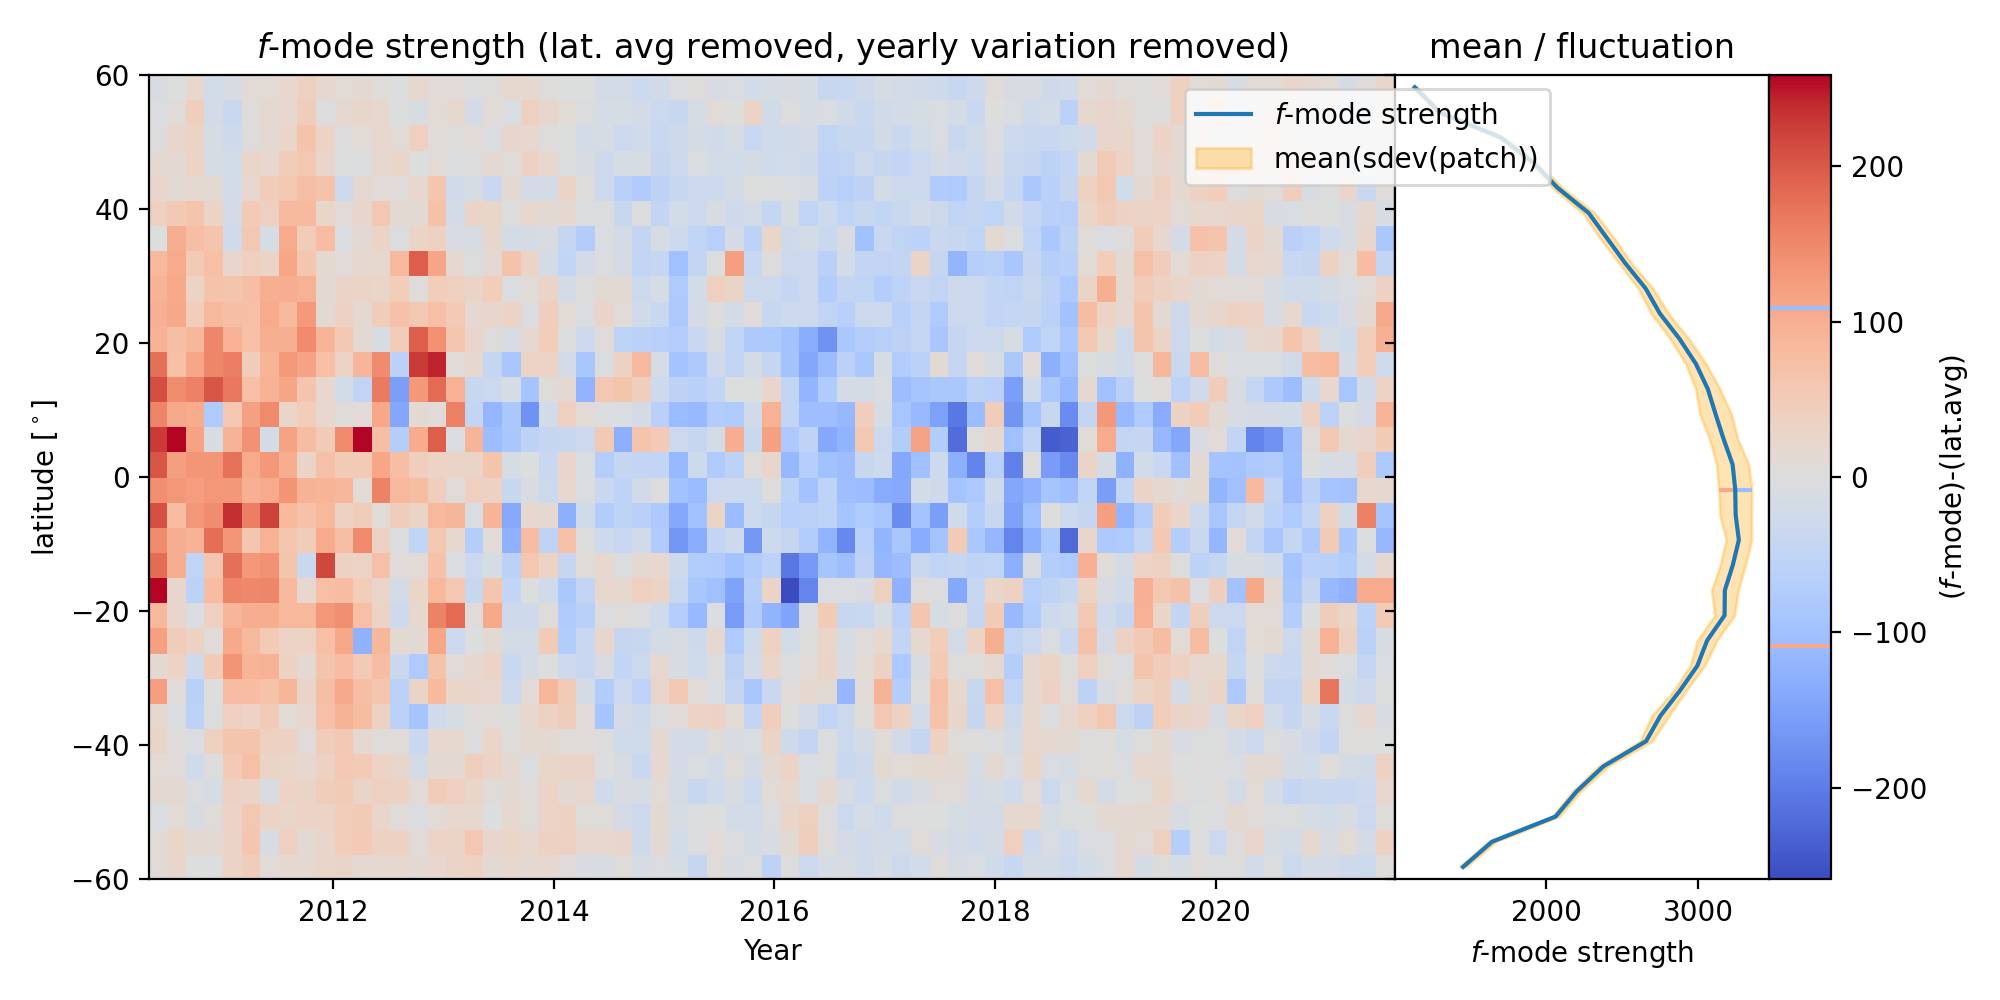 f-mode strength (lat. avg removed, yearly variation removed)
mean / fluctuation
f-mode strength
mean(sdev(patch))
60
40
20
0
−20
−40
−60
latitude [°]
2012
2014
2016
2018
2020
Year
2000
3000
f-mode strength
200
100
0
−100
−200
(f-mode)-(lat.avg)